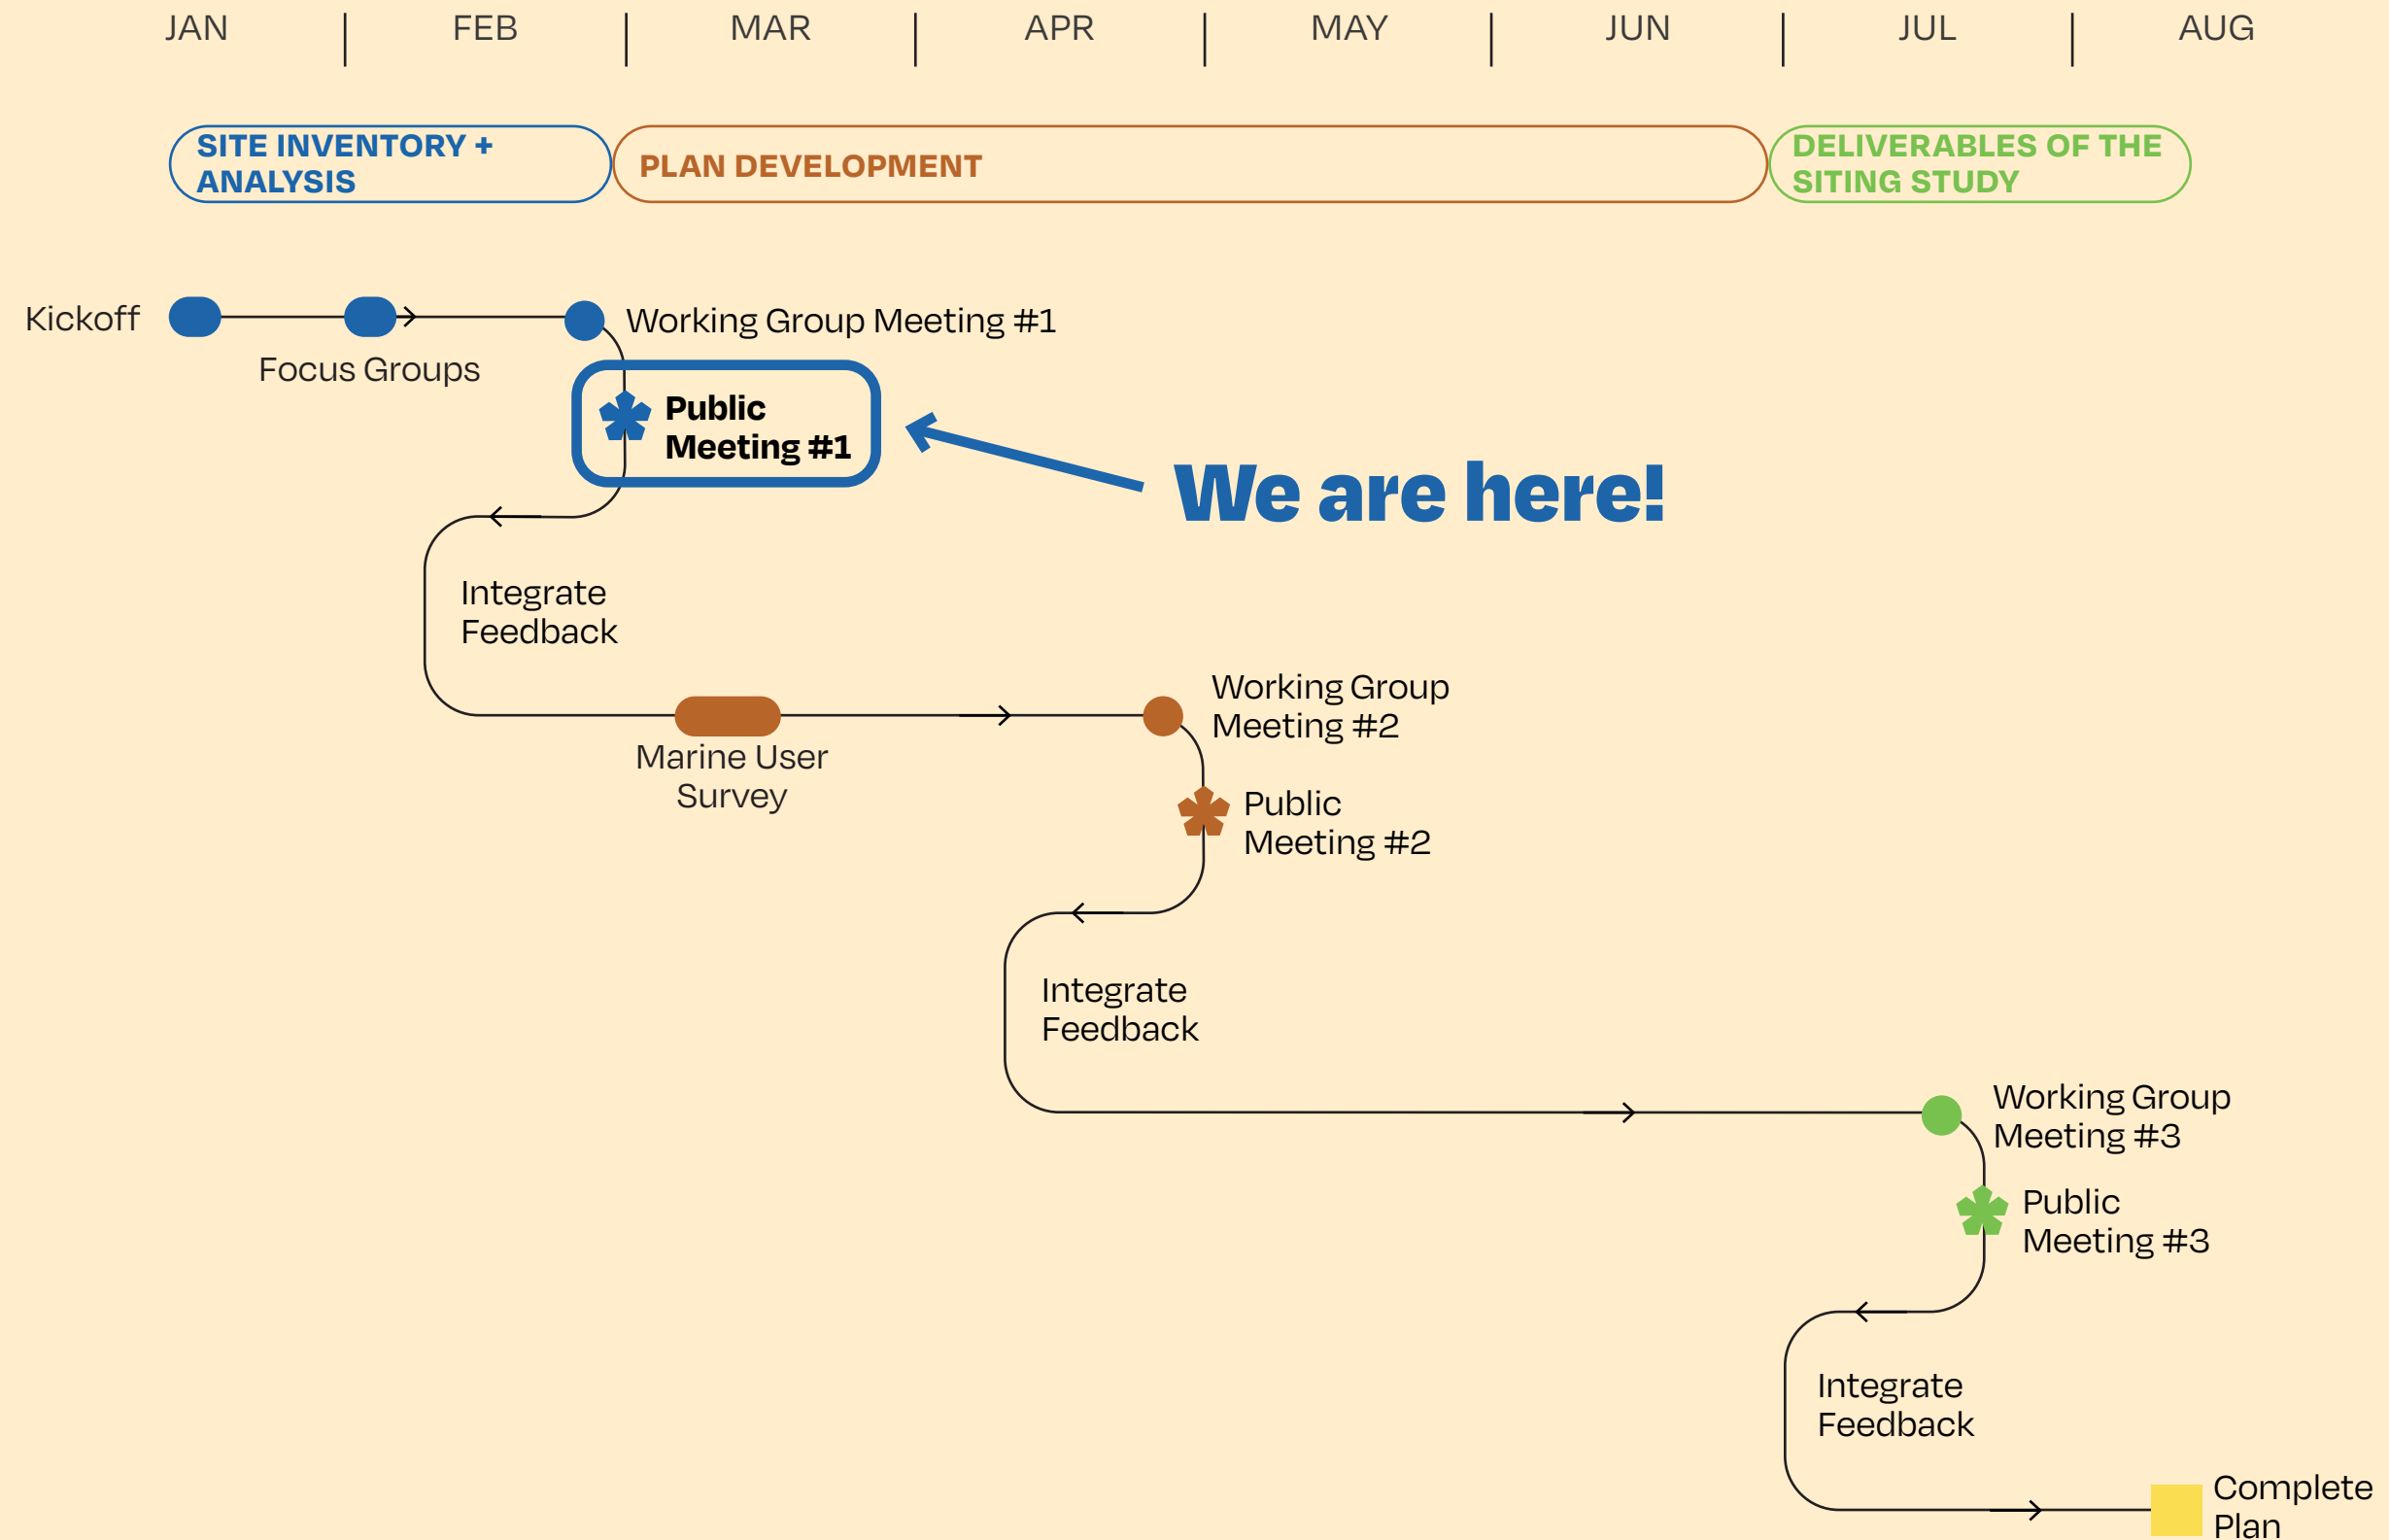 JAN FEB MAR APR MAY JUN JUL AUG
SITE INVENTORY +
ANALYSIS
PLAN DEVELOPMENT
DELIVERABLES OF THE
SITING STUDY
Kickoff
Focus Groups
Working Group Meeting #1
Public
Meeting #1
We are here!
Integrate
Feedback
Marine User
Survey
Working Group
Meeting #2
Public
Meeting #2
Integrate
Feedback
Working Group
Meeting #3
Public
Meeting #3
Integrate
Feedback
Complete
Plan